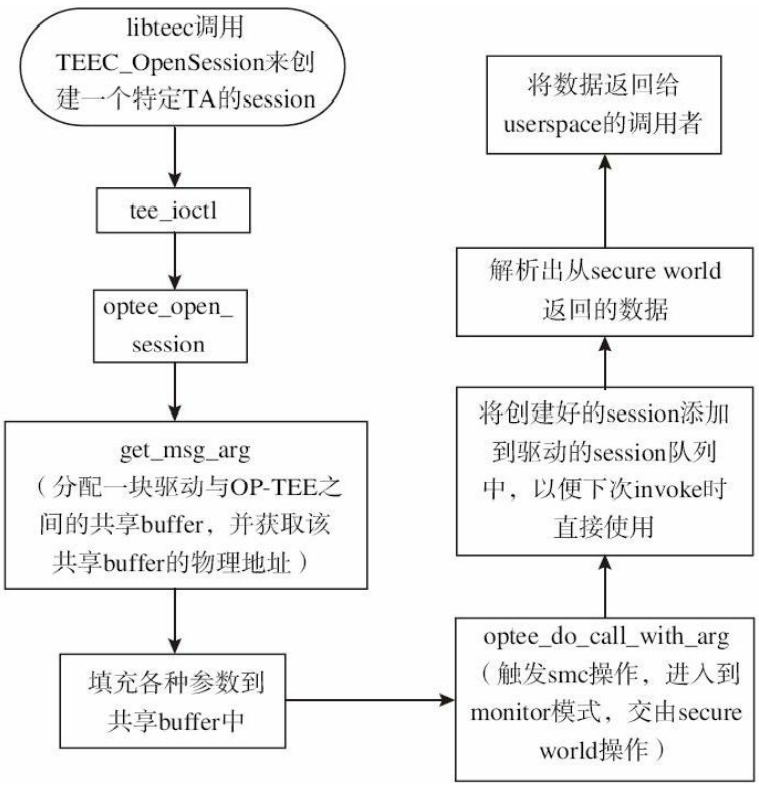 libteec调用
TEEC_OpenSession来创
建一个特定TA的session
tee_ioctl
optee_open_
session
get_msg_arg
（分配一块驱动与OP-TEE之
间的共享buffer，并获取该
共享buffer的物理地址）
填充各种参数到
共享buffer中
optee_do_call_with_arg
（触发smc操作，进入到
monitor模式，交由secure
world操作）
将创建好的session添加
到驱动的session队列
中，以便下次invoke时
直接使用
解析出从secure world
返回的数据
将数据返回给
userspace的调用者